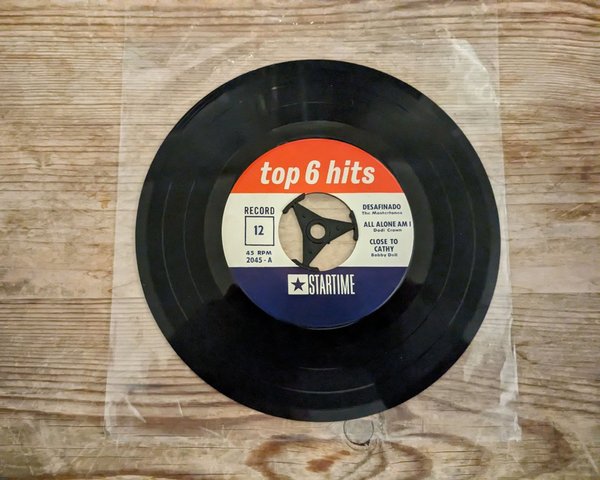 top 6 hits
RECORD
12
45 RPM
2045 - A
DESAFINADO
The Mastertones
ALL ALONE AM I
Dodi Crown
CLOSE TO
CATHY
Bobby Doll
STARTIME